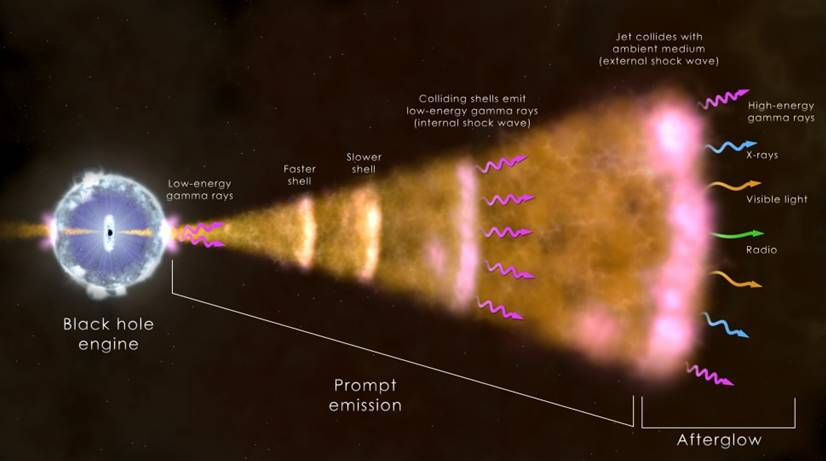 Jet collides with
ambient medium
(external shock wave)
Colliding shells emit
low-energy gamma rays
(internal shock wave)
High-energy
gamma rays
X-rays
Slower
shell
Faster
shell
Low-energy
gamma rays
Visible light
Radio
Black hole
engine
Prompt
emission
Afterglow